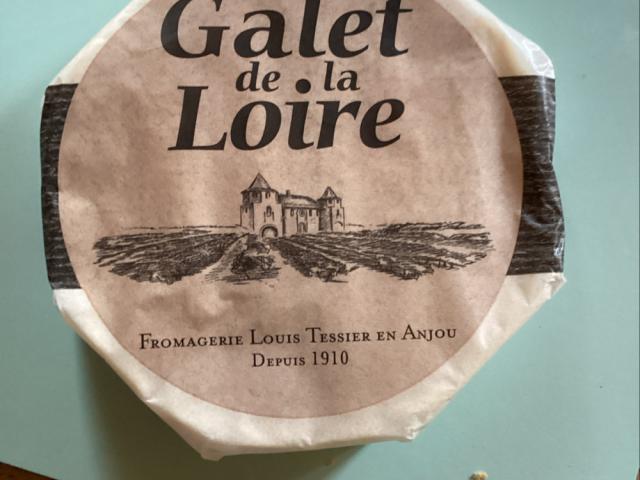 Galet
de la
Loire
Fromagerie Louis Tessier en Anjou
Depuis 1910